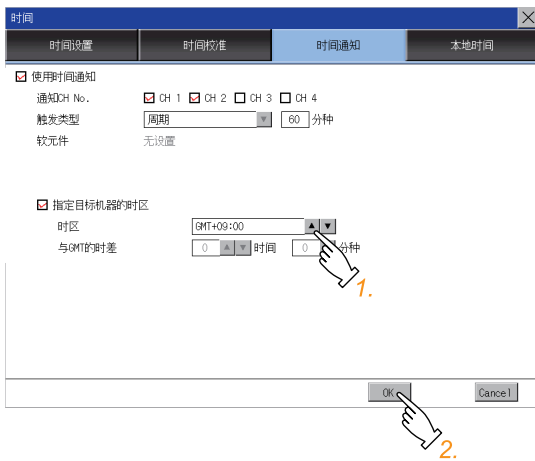 时间
时间设置 时间校准 时间通知 本地时间
使用时间通知
通知CH No. CH 1 CH 2 CH 3 CH 4
触发类型 周期 60 分钟
软元件 无设置
指定目标机器的时区
时区 GMT+09:00
与GMT的时差 0 时间 0 分钟
1.
OK Cancel
2.